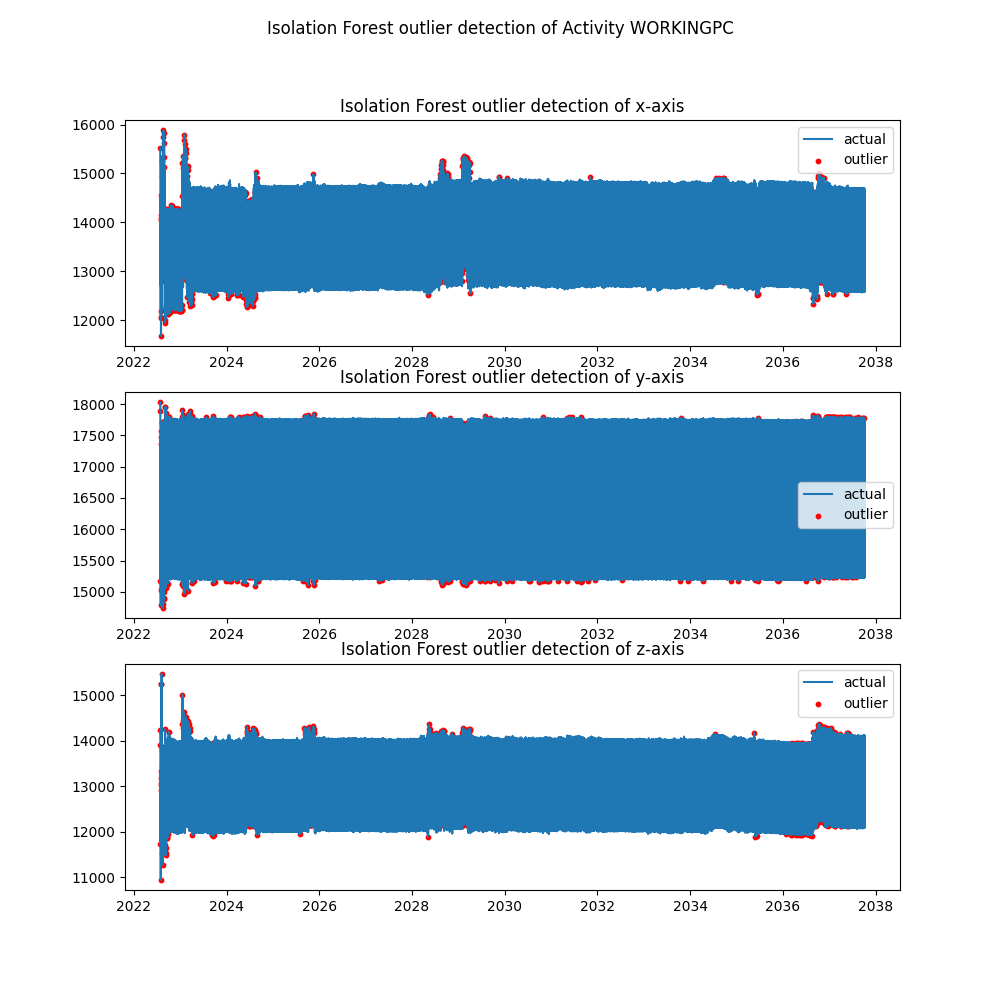 Isolation Forest outlier detection of Activity WORKINGPC
Isolation Forest outlier detection of x-axis
16000
15000
14000
13000
12000
actual
outlier
2022 2024 2026 2028 2030 2032 2034 2036 2038
Isolation Forest outlier detection of y-axis
18000
17500
17000
16500
16000
15500
15000
actual
outlier
2022 2024 2026 2028 2030 2032 2034 2036 2038
Isolation Forest outlier detection of z-axis
15000
14000
13000
12000
11000
actual
outlier
2022 2024 2026 2028 2030 2032 2034 2036 2038